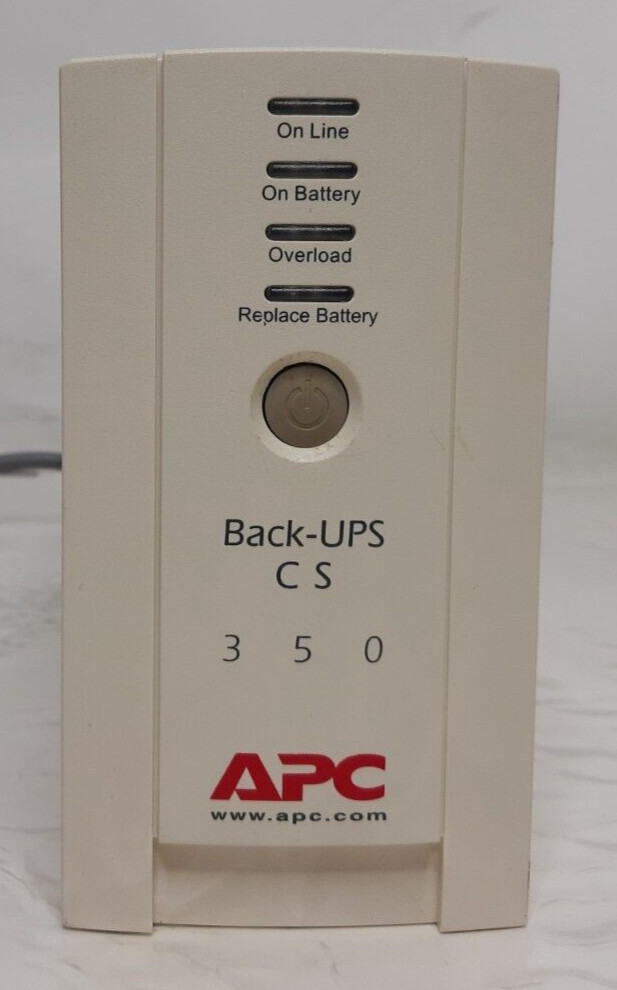 On Line
On Battery
Overload
Replace Battery
Back-UPS
C S
3 5 0
APC
www.apc.com